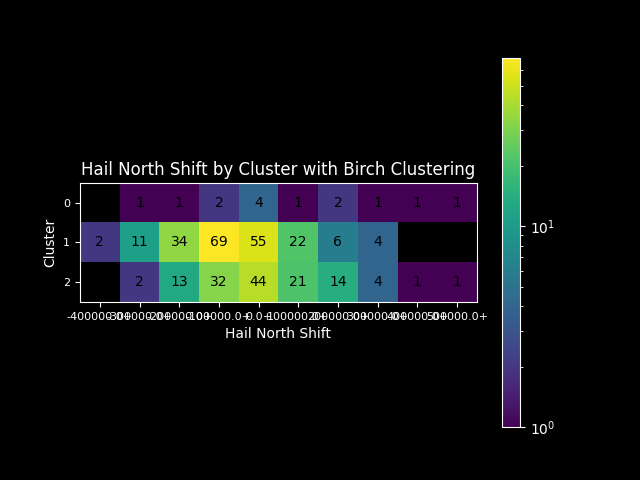 Hail North Shift by Cluster with Birch Clustering
0 1 1 2 4 1 2 1 1 1
Cluster
1 2 11 34 69 55 22 6 4
2 2 13 32 44 21 14 4 1 1
Hail North Shift
10^1
10^0